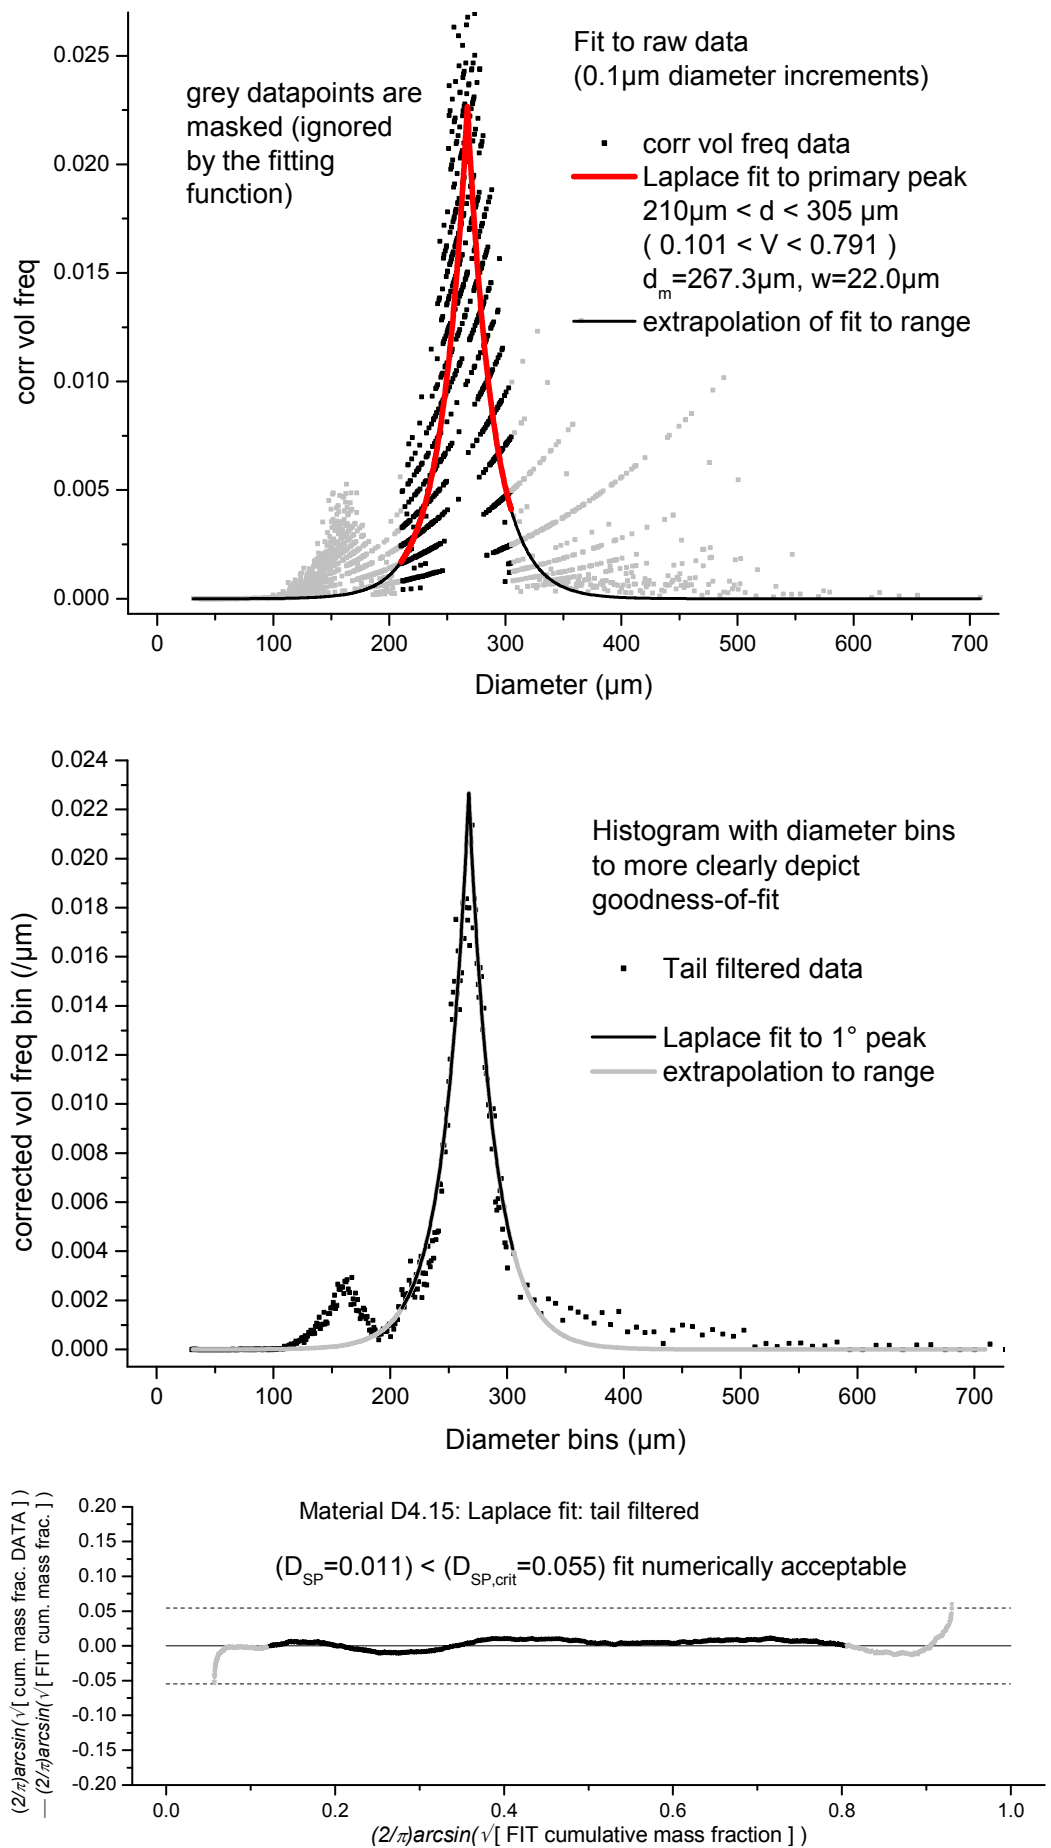 Fit to raw data
(0.1µm diameter increments)
grey datapoints are
masked (ignored
by the fitting
function)
corr vol freq data
Laplace fit to primary peak
210µm < d < 305 µm
( 0.101 < V < 0.791 )
dm=267.3µm, w=22.0µm
extrapolation of fit to range
corr vol freq
0.025
0.020
0.015
0.010
0.005
0.000
0 100 200 300 400 500 600 700
Diameter (µm)
0.024
0.022
0.020
0.018
0.016
0.014
0.012
0.010
0.008
0.006
0.004
0.002
0.000
corrected vol freq bin (/µm)
Histogram with diameter bins
to more clearly depict
goodness-of-fit
Tail filtered data
Laplace fit to 1° peak
extrapolation to range
0 100 200 300 400 500 600 700
Diameter bins (µm)
(2/π)arcsin(√[ cum. mass frac. DATA ] )
— (2/π)arcsin(√[ FIT cum. mass frac. ] )
0.20
0.15
0.10
0.05
0.00
-0.05
-0.10
-0.15
-0.20
Material D4.15: Laplace fit: tail filtered
(DSP=0.011) < (DSP,crit=0.055) fit numerically acceptable
0.0 0.2 0.4 0.6 0.8 1.0
(2/π)arcsin(√[ FIT cumulative mass fraction ] )